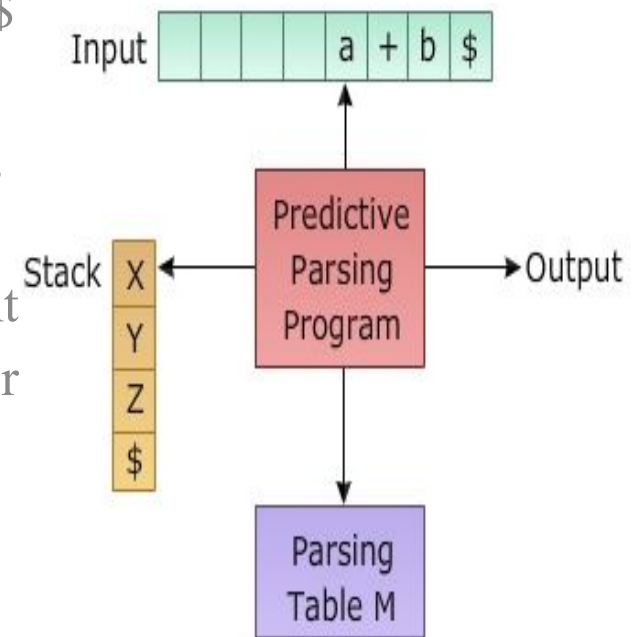 $
Input
a + b $
Predictive
Parsing
Program
Stack
X
Output
Y
Z
$
r
Parsing
Table M